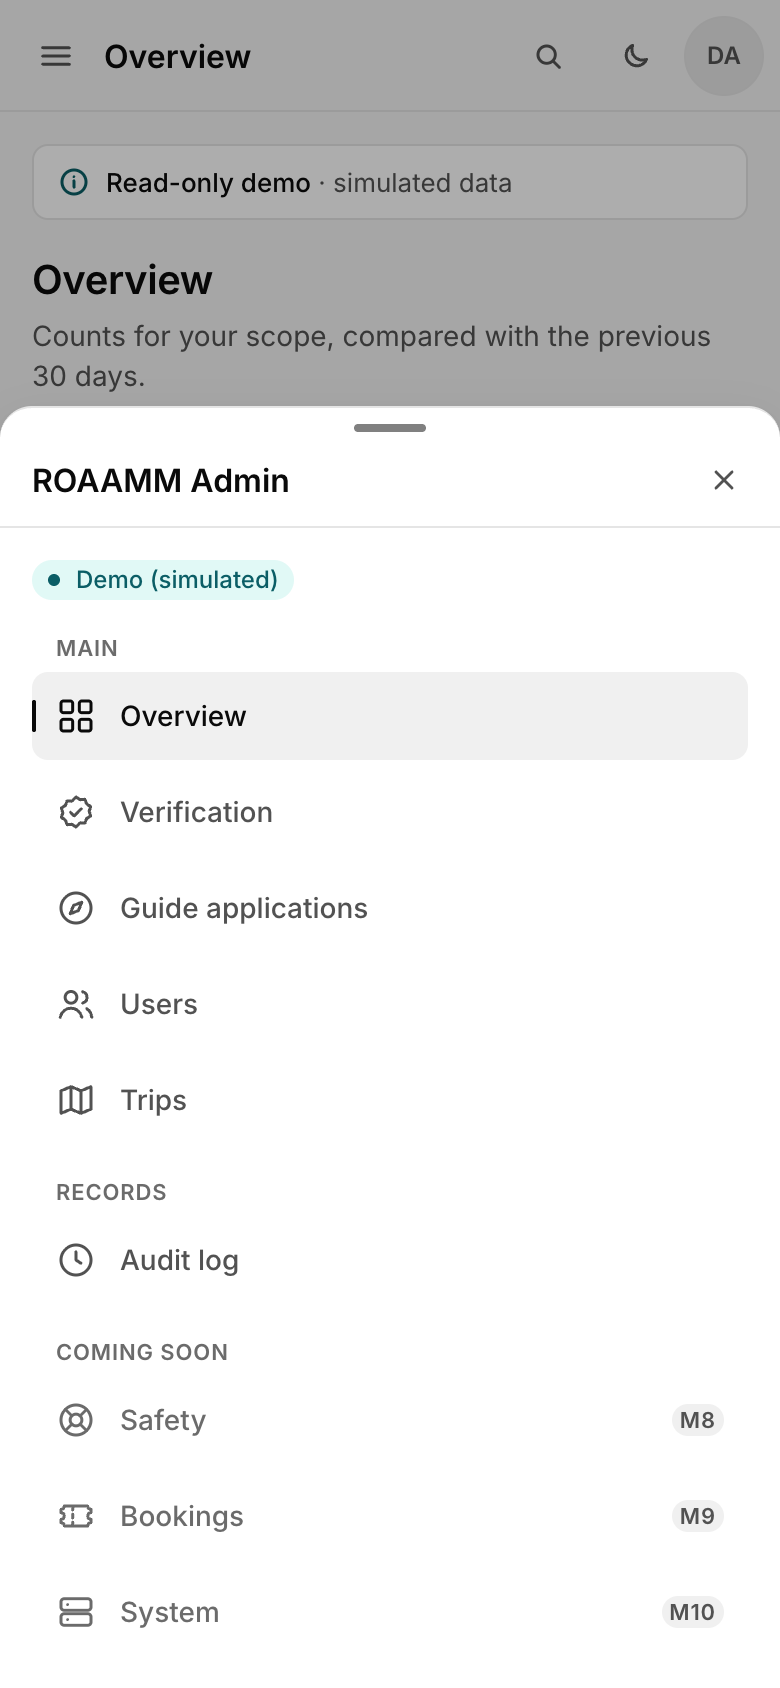 Overview
DA
Read-only demo · simulated data
Overview
Counts for your scope, compared with the previous
30 days.
ROAAMM Admin
Demo (simulated)
MAIN
Overview
Verification
Guide applications
Users
Trips
RECORDS
Audit log
COMING SOON
Safety M8
Bookings M9
System M10